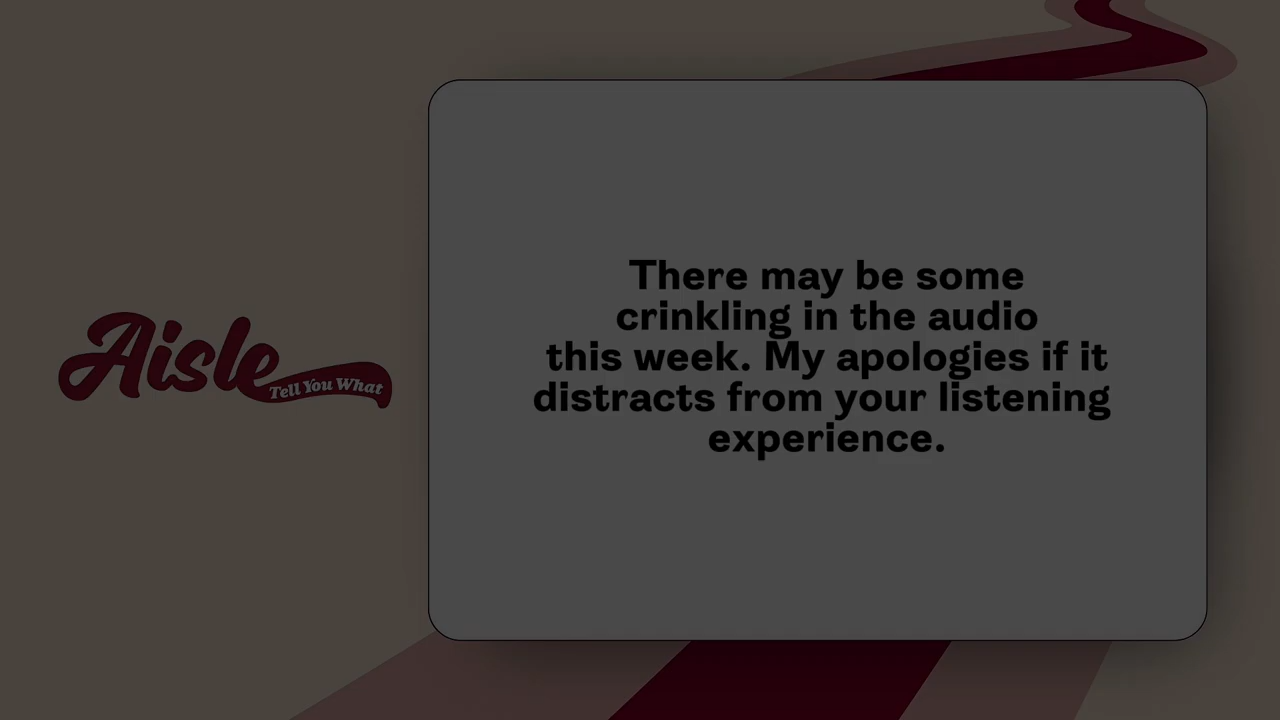 Aisle
Tell You What
There may be some
crinkling in the audio
this week. My apologies if it
distracts from your listening
experience.